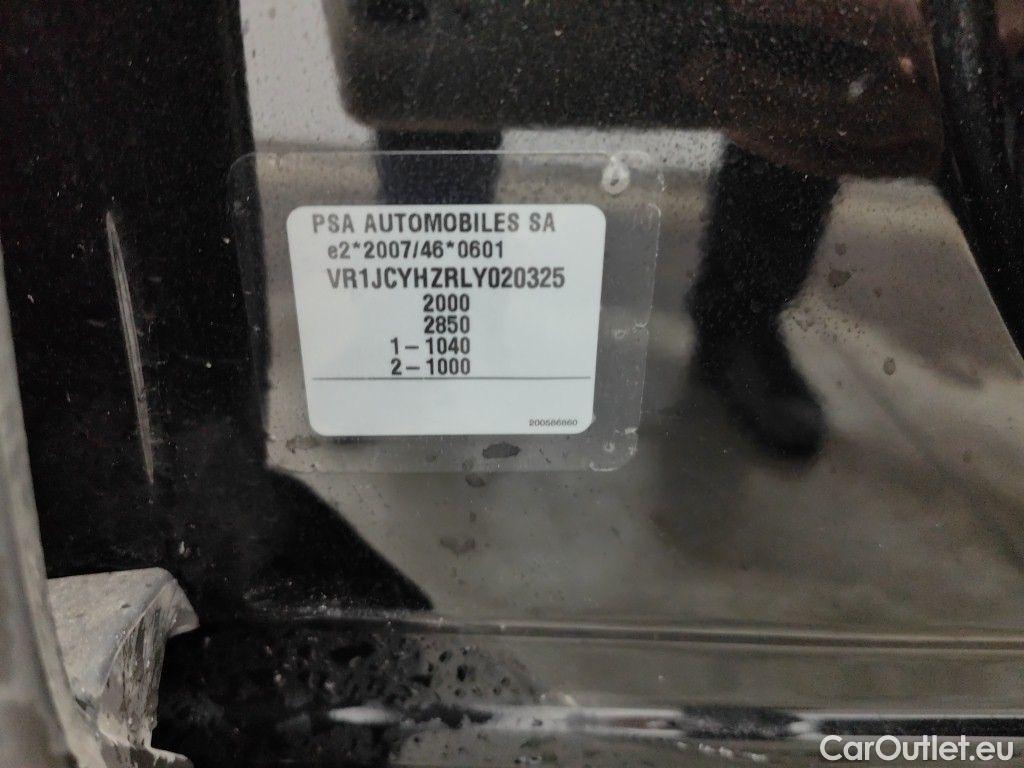 PSA AUTOMOBILES SA
e2*2007/46*0601
VR1JCYHZRLY020325
2000
2850
1 – 1040
2 – 1000
200586860
CarOutlet.eu